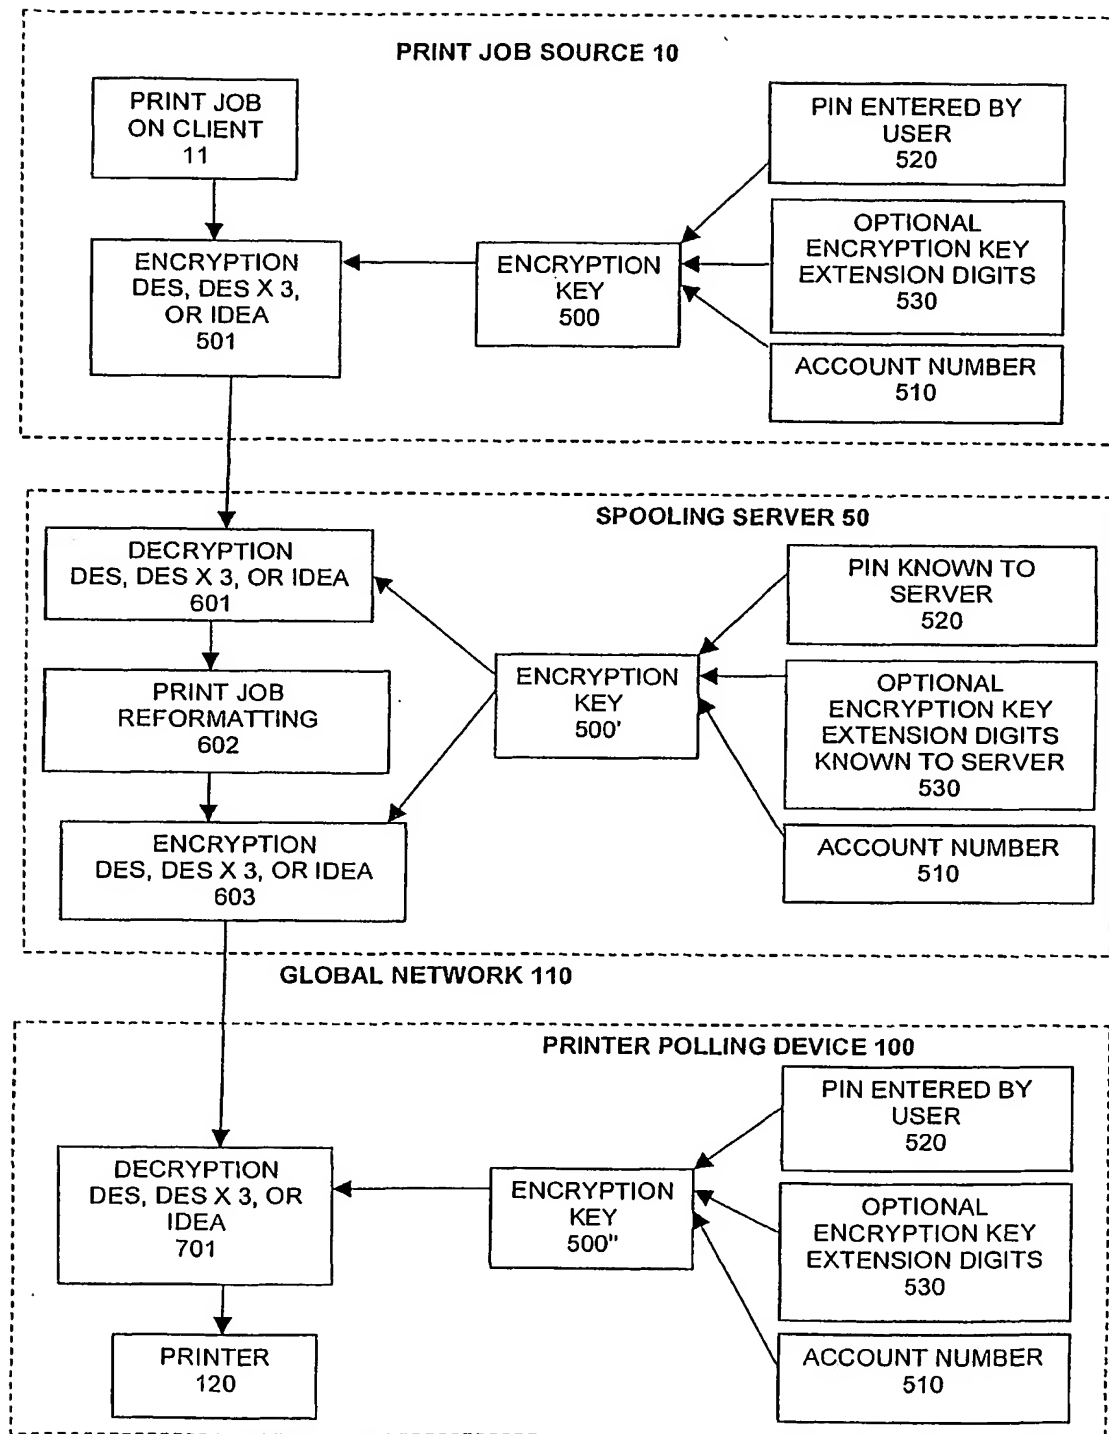 PRINT JOB SOURCE 10
PRINT JOB
ON CLIENT
11
PIN ENTERED BY
USER
520
ENCRYPTION
DES, DES X 3,
OR IDEA
501
ENCRYPTION
KEY
500
OPTIONAL
ENCRYPTION KEY
EXTENSION DIGITS
530
ACCOUNT NUMBER
510
SPOOLING SERVER 50
DECRYPTION
DES, DES X 3, OR IDEA
601
PIN KNOWN TO
SERVER
520
PRINT JOB
REFORMATTING
602
ENCRYPTION
KEY
500'
OPTIONAL
ENCRYPTION KEY
EXTENSION DIGITS
KNOWN TO SERVER
530
ENCRYPTION
DES, DES X 3, OR IDEA
603
ACCOUNT NUMBER
510
GLOBAL NETWORK 110
PRINTER POLLING DEVICE 100
PIN ENTERED BY
USER
520
DECRYPTION
DES, DES X 3, OR
IDEA
701
ENCRYPTION
KEY
500"
OPTIONAL
ENCRYPTION KEY
EXTENSION DIGITS
530
PRINTER
120
ACCOUNT NUMBER
510